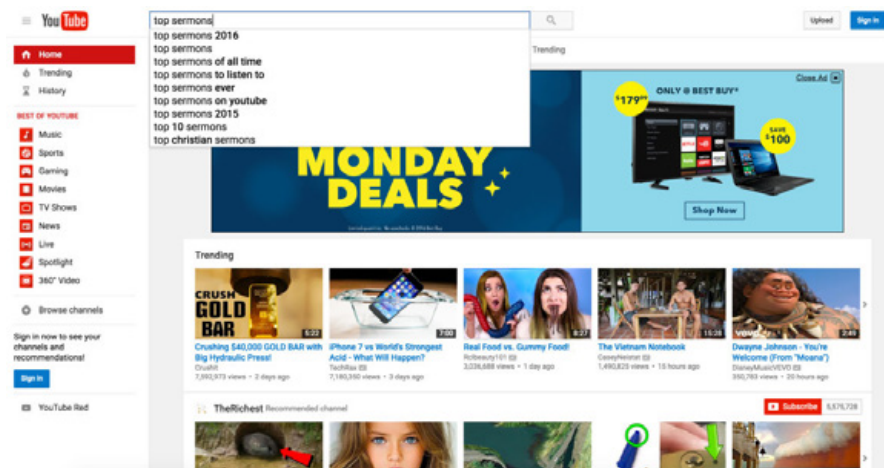 YouTube
top sermons
Upload
Sign in
top sermons 2016
top sermons
top sermons of all time
top sermons to listen to
top sermons ever
top sermons on youtube
top sermons 2015
top 10 sermons
top christian sermons
Home
Trending
History
BEST OF YOUTUBE
Music
Sports
Gaming
Movies
TV Shows
News
Live
Spotlight
360° Video
Browse channels
Sign in now to see your
channels and
recommendations!
Sign in
YouTube Red
Trending
Close Ad
ONLY @ BEST BUY*
$179⁹⁹
SAVE
$100
MONDAY
DEALS
Shop Now
Trending
CRUSH
GOLD
BAR
5:22
7:00
8:27
15:28
vevo
2:41
Crushing $40,000 GOLD BAR with
Big Hydraulic Press!
CrushIt
7,592,973 views • 2 days ago
iPhone 7 vs World's Strongest
Acid - What Will Happen?
TechRax
7,180,350 views • 3 days ago
Real Food vs. Gummy Food!
Rclbeauty101
3,036,688 views • 1 day ago
The Vietnam Notebook
CaseyNeistat
1,490,825 views • 15 hours ago
Dwayne Johnson - You're
Welcome (From "Moana")
DisneyMusicVEVO
350,783 views • 20 hours ago
TheRichest Recommended channel
Subscribe
5,575,728